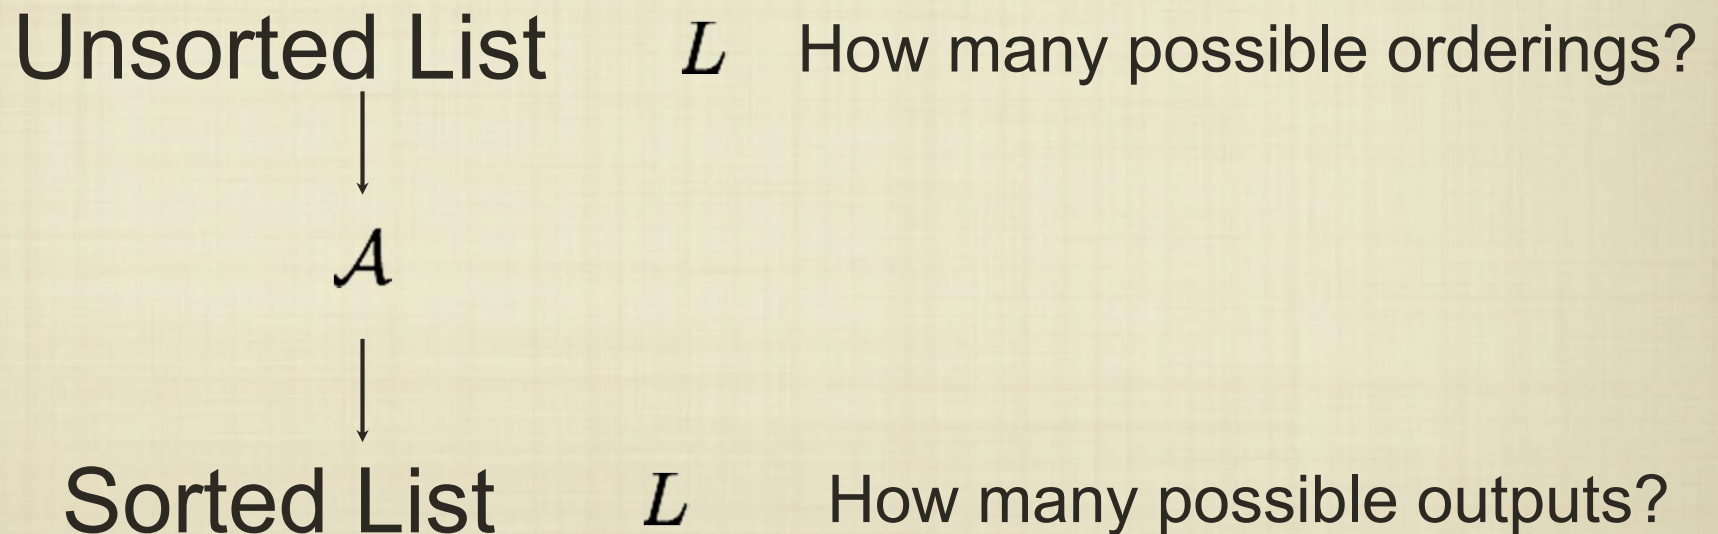 Unsorted List L How many possible orderings?
𝒜
Sorted List L How many possible outputs?